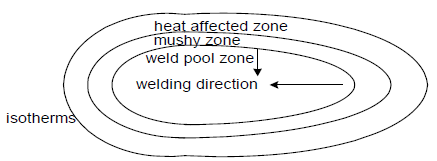 heat affected zone
mushy zone
weld pool zone
welding direction
isotherms